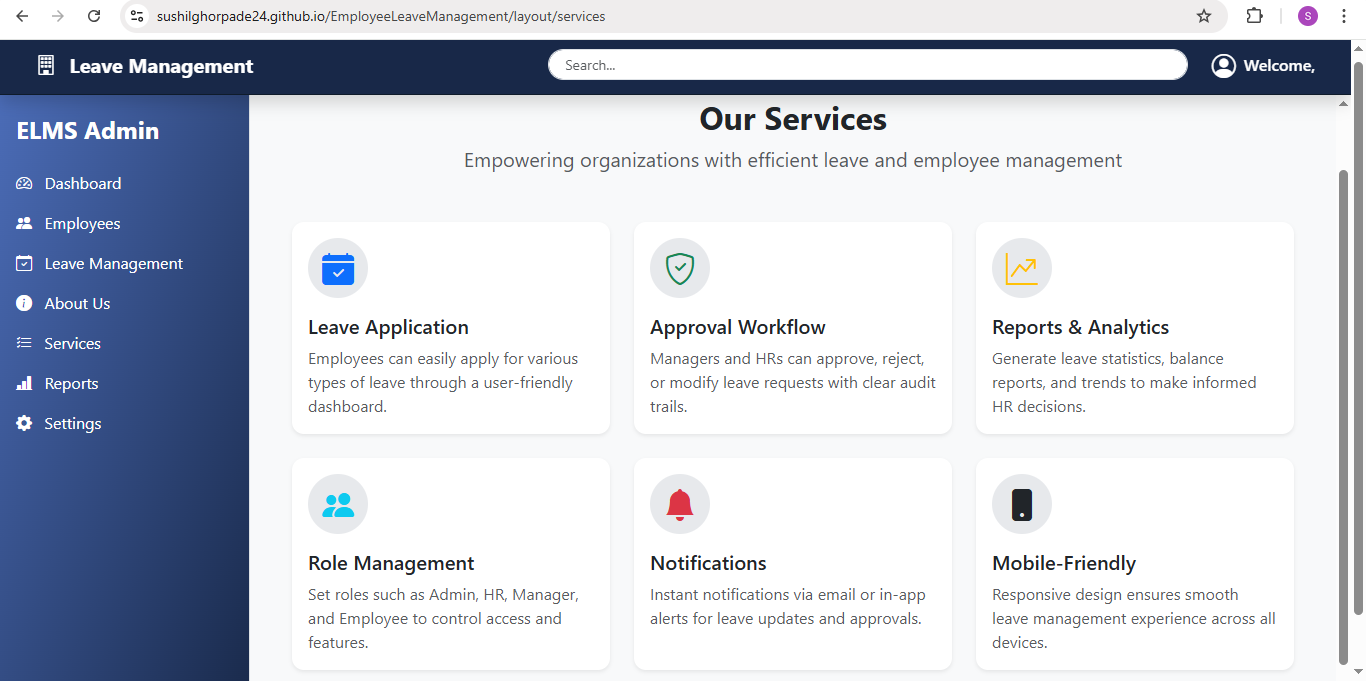 sushilghorpade24.github.io/EmployeeLeaveManagement/layout/services
S
Leave Management
Search...
Welcome,
ELMS Admin
Dashboard
Employees
Leave Management
About Us
Services
Reports
Settings
Our Services
Empowering organizations with efficient leave and employee management
Leave Application
Employees can easily apply for various
types of leave through a user-friendly
dashboard.
Approval Workflow
Managers and HRs can approve, reject,
or modify leave requests with clear audit
trails.
Reports & Analytics
Generate leave statistics, balance
reports, and trends to make informed
HR decisions.
Role Management
Set roles such as Admin, HR, Manager,
and Employee to control access and
features.
Notifications
Instant notifications via email or in-app
alerts for leave updates and approvals.
Mobile-Friendly
Responsive design ensures smooth
leave management experience across all
devices.